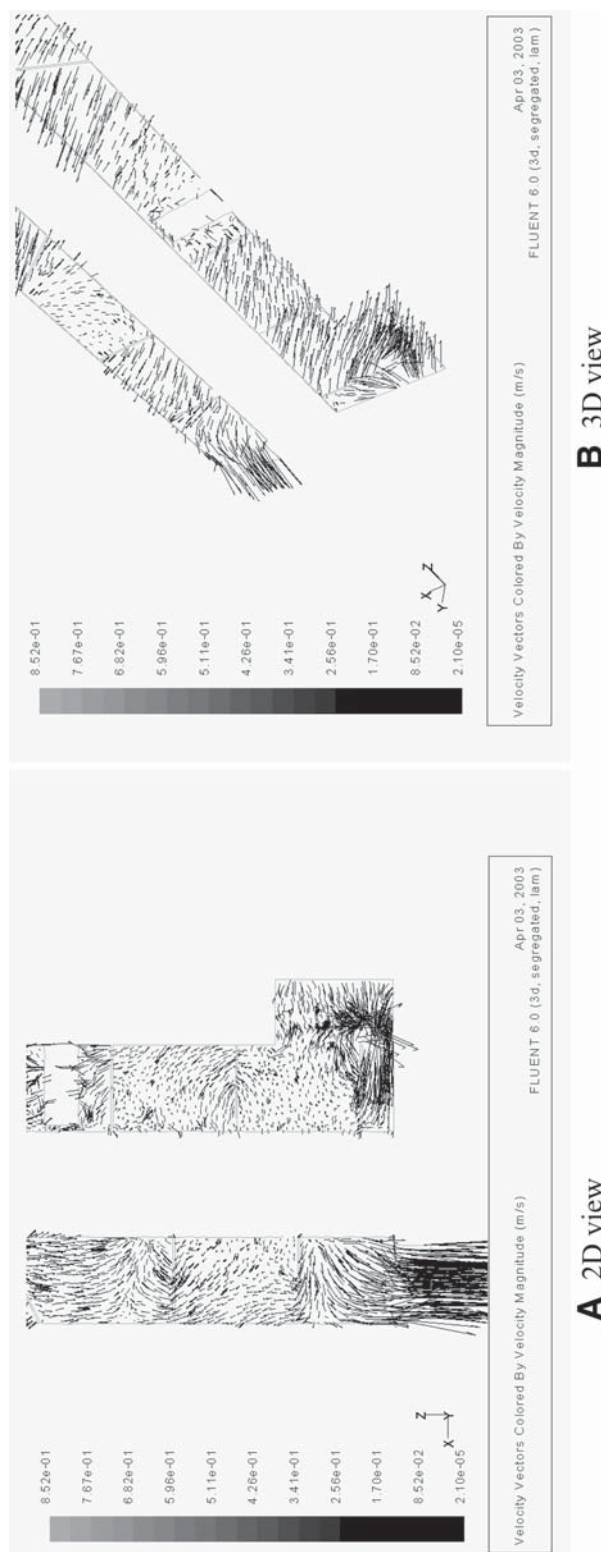 8.52e-01
7.67e-01
6.82e-01
5.96e-01
5.11e-01
4.26e-01
3.41e-01
2.56e-01
1.70e-01
8.52e-02
2.10e-05
X
Z
Y
Velocity Vectors Colored By Velocity Magnitude (m/s)
Apr 03, 2003
FLUENT 6.0 (3d, segregated, lam)
A 2D view
8.52e-01
7.67e-01
6.82e-01
5.96e-01
5.11e-01
4.26e-01
3.41e-01
2.56e-01
1.70e-01
8.52e-02
2.10e-05
X
Y
Z
Velocity Vectors Colored By Velocity Magnitude (m/s)
Apr 03, 2003
FLUENT 6.0 (3d, segregated, lam)
B 3D view